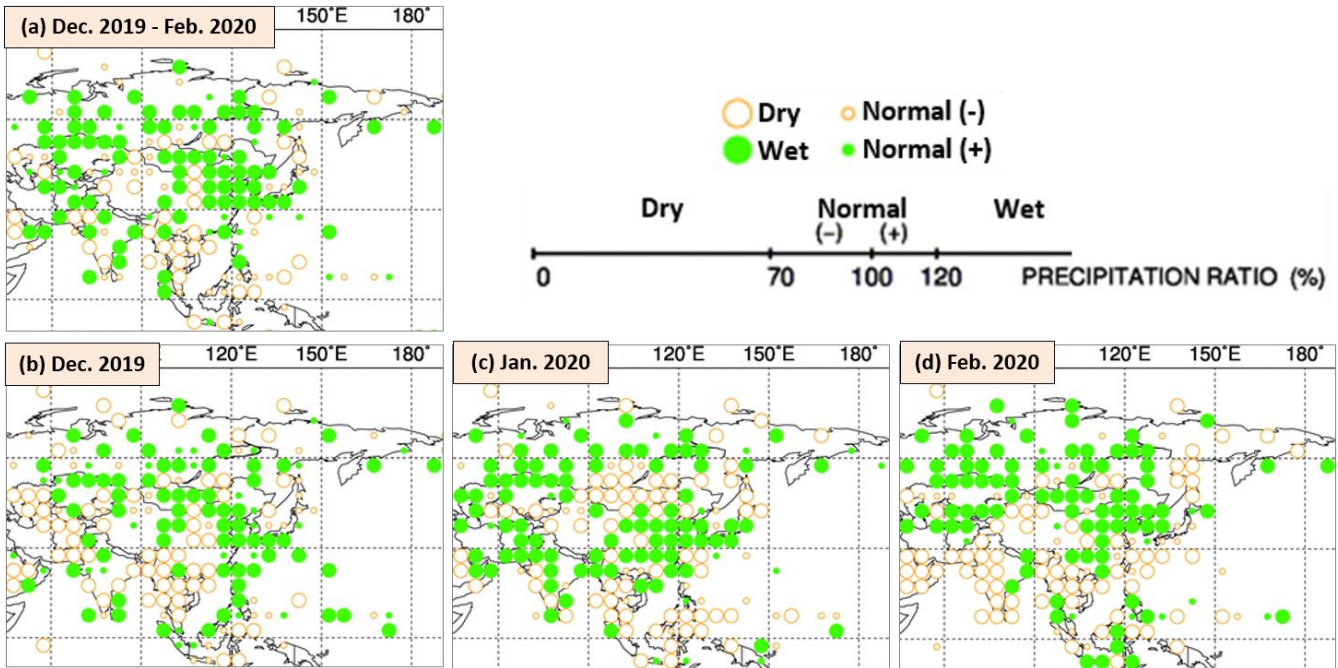 (a) Dec. 2019 - Feb. 2020
150°E 180°
Dry Normal (-)
Wet Normal (+)
Dry Normal Wet
(-) (+)
0 70 100 120 PRECIPITATION RATIO (%)
(b) Dec. 2019
120°E 150°E 180°
(c) Jan. 2020
120°E 150°E 180°
(d) Feb. 2020
120°E 150°E 180°